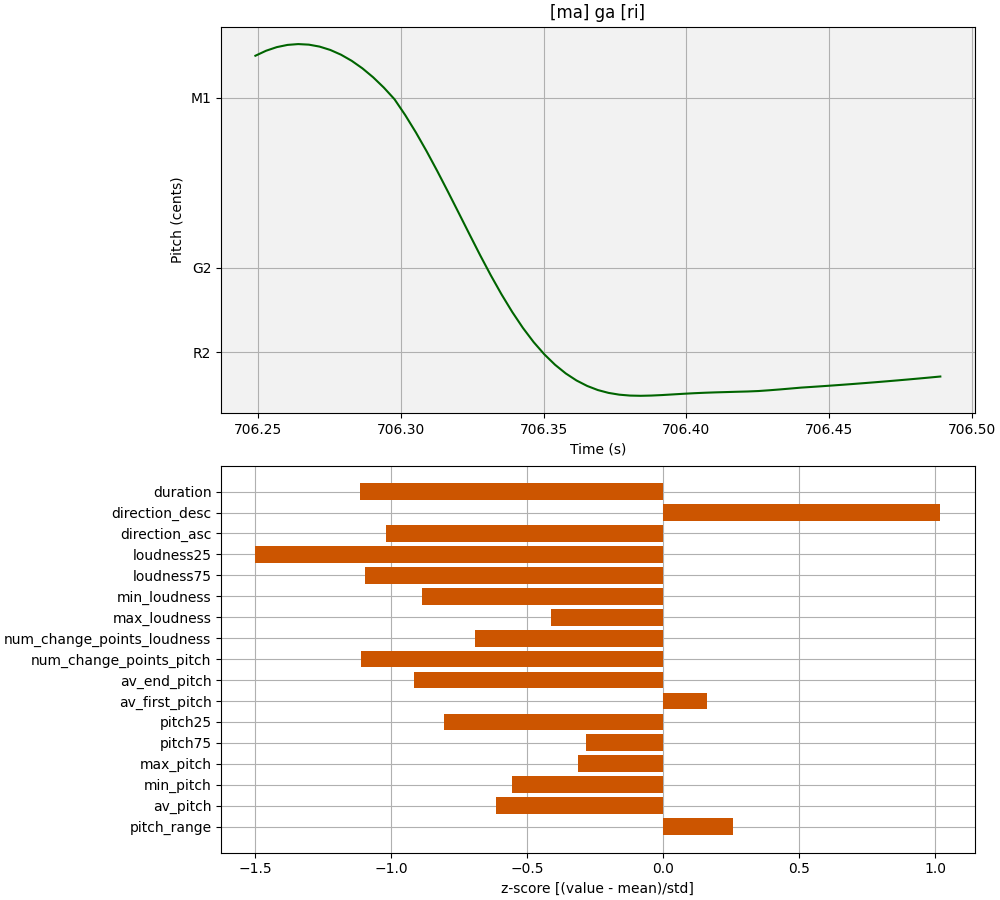 [ma] ga [ri]
Pitch (cents)
M1
G2
R2
706.25 706.30 706.35 706.40 706.45 706.50
Time (s)
duration
direction_desc
direction_asc
loudness25
loudness75
min_loudness
max_loudness
num_change_points_loudness
num_change_points_pitch
av_end_pitch
av_first_pitch
pitch25
pitch75
max_pitch
min_pitch
av_pitch
pitch_range
−1.5 −1.0 −0.5 0.0 0.5 1.0
z-score [(value - mean)/std]